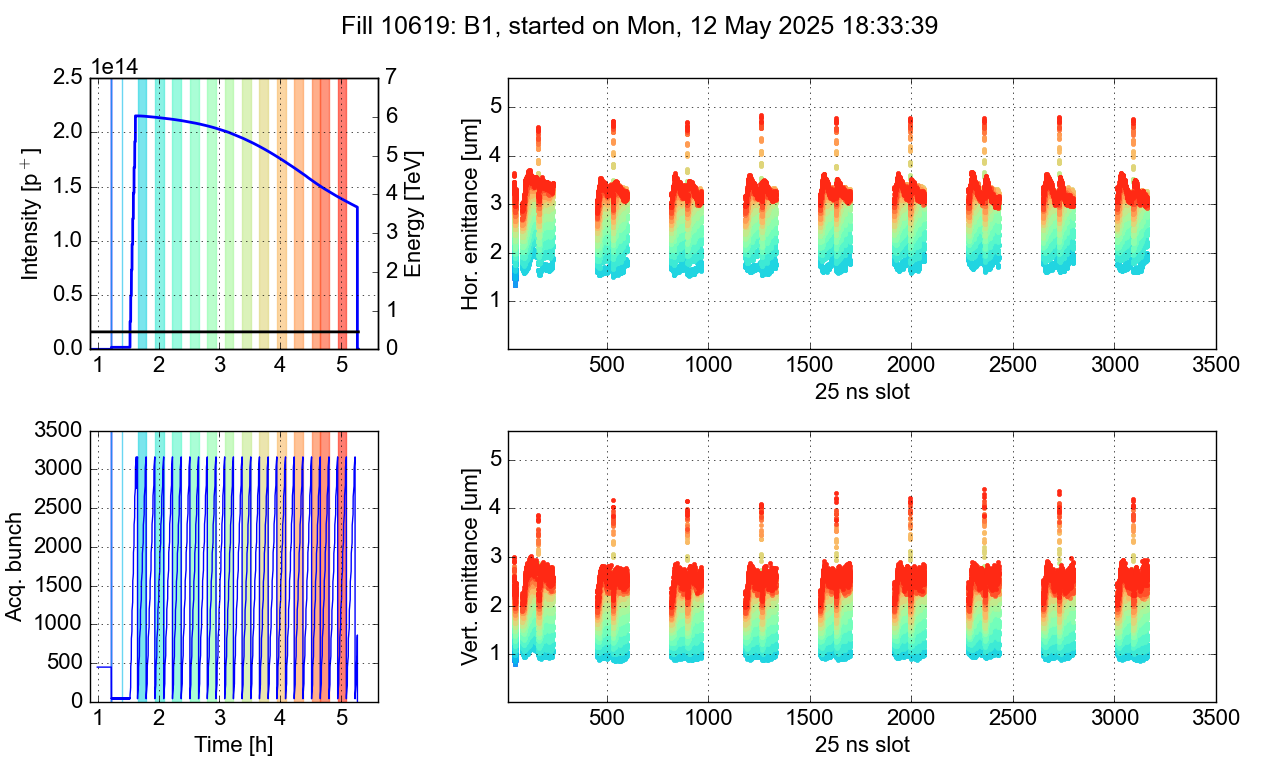 Fill 10619: B1, started on Mon, 12 May 2025 18:33:39
1e14
2.5
2.0
1.5
1.0
0.5
0.0
Intensity [p+]
7
6
5
4
3
2
1
0
Energy [TeV]
1 2 3 4 5
5
4
3
2
1
Hor. emittance [um]
500 1000 1500 2000 2500 3000 3500
25 ns slot
3500
3000
2500
2000
1500
1000
500
0
Acq. bunch
1 2 3 4 5
Time [h]
5
4
3
2
1
Vert. emittance [um]
500 1000 1500 2000 2500 3000 3500
25 ns slot